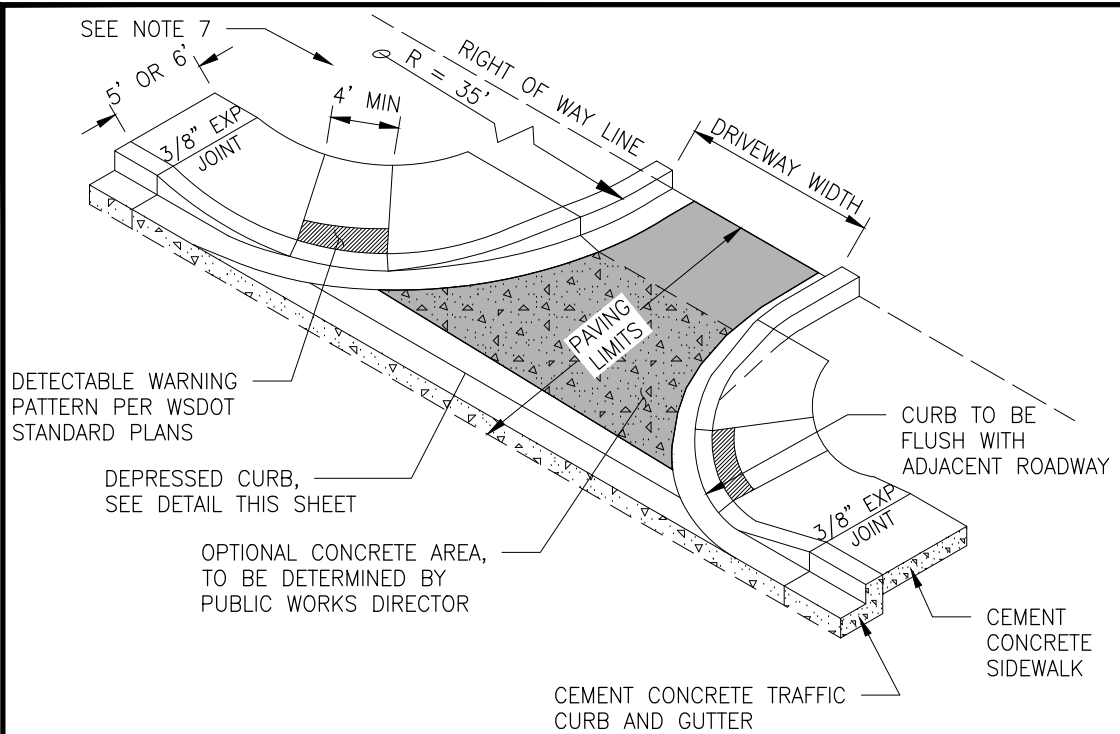 SEE NOTE 7
5' OR 6'
3/8" EXP
JOINT
4' MIN
R = 35'
RIGHT OF WAY LINE
DRIVEWAY WIDTH
PAVING
LIMITS
DETECTABLE WARNING
PATTERN PER WSDOT
STANDARD PLANS
DEPRESSED CURB,
SEE DETAIL THIS SHEET
OPTIONAL CONCRETE AREA,
TO BE DETERMINED BY
PUBLIC WORKS DIRECTOR
CURB TO BE
FLUSH WITH
ADJACENT ROADWAY
3/8" EXP
JOINT
CEMENT
CONCRETE
SIDEWALK
CEMENT CONCRETE TRAFFIC
CURB AND GUTTER